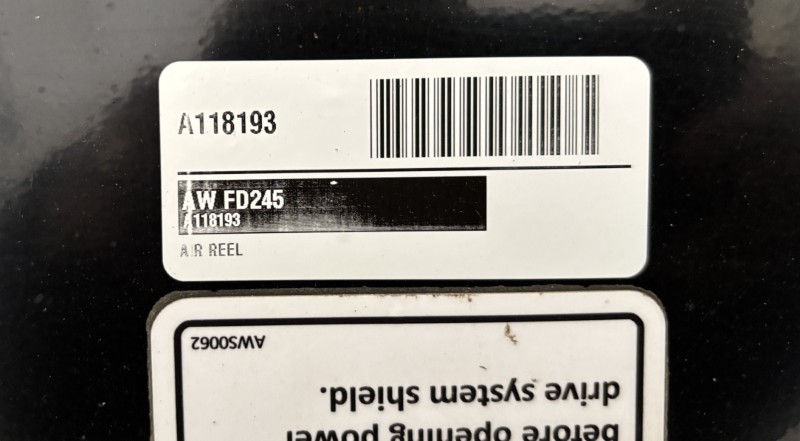 A118193
AW FD245
A118193
AIR REEL
before opening power
drive system shield.
AWS0062